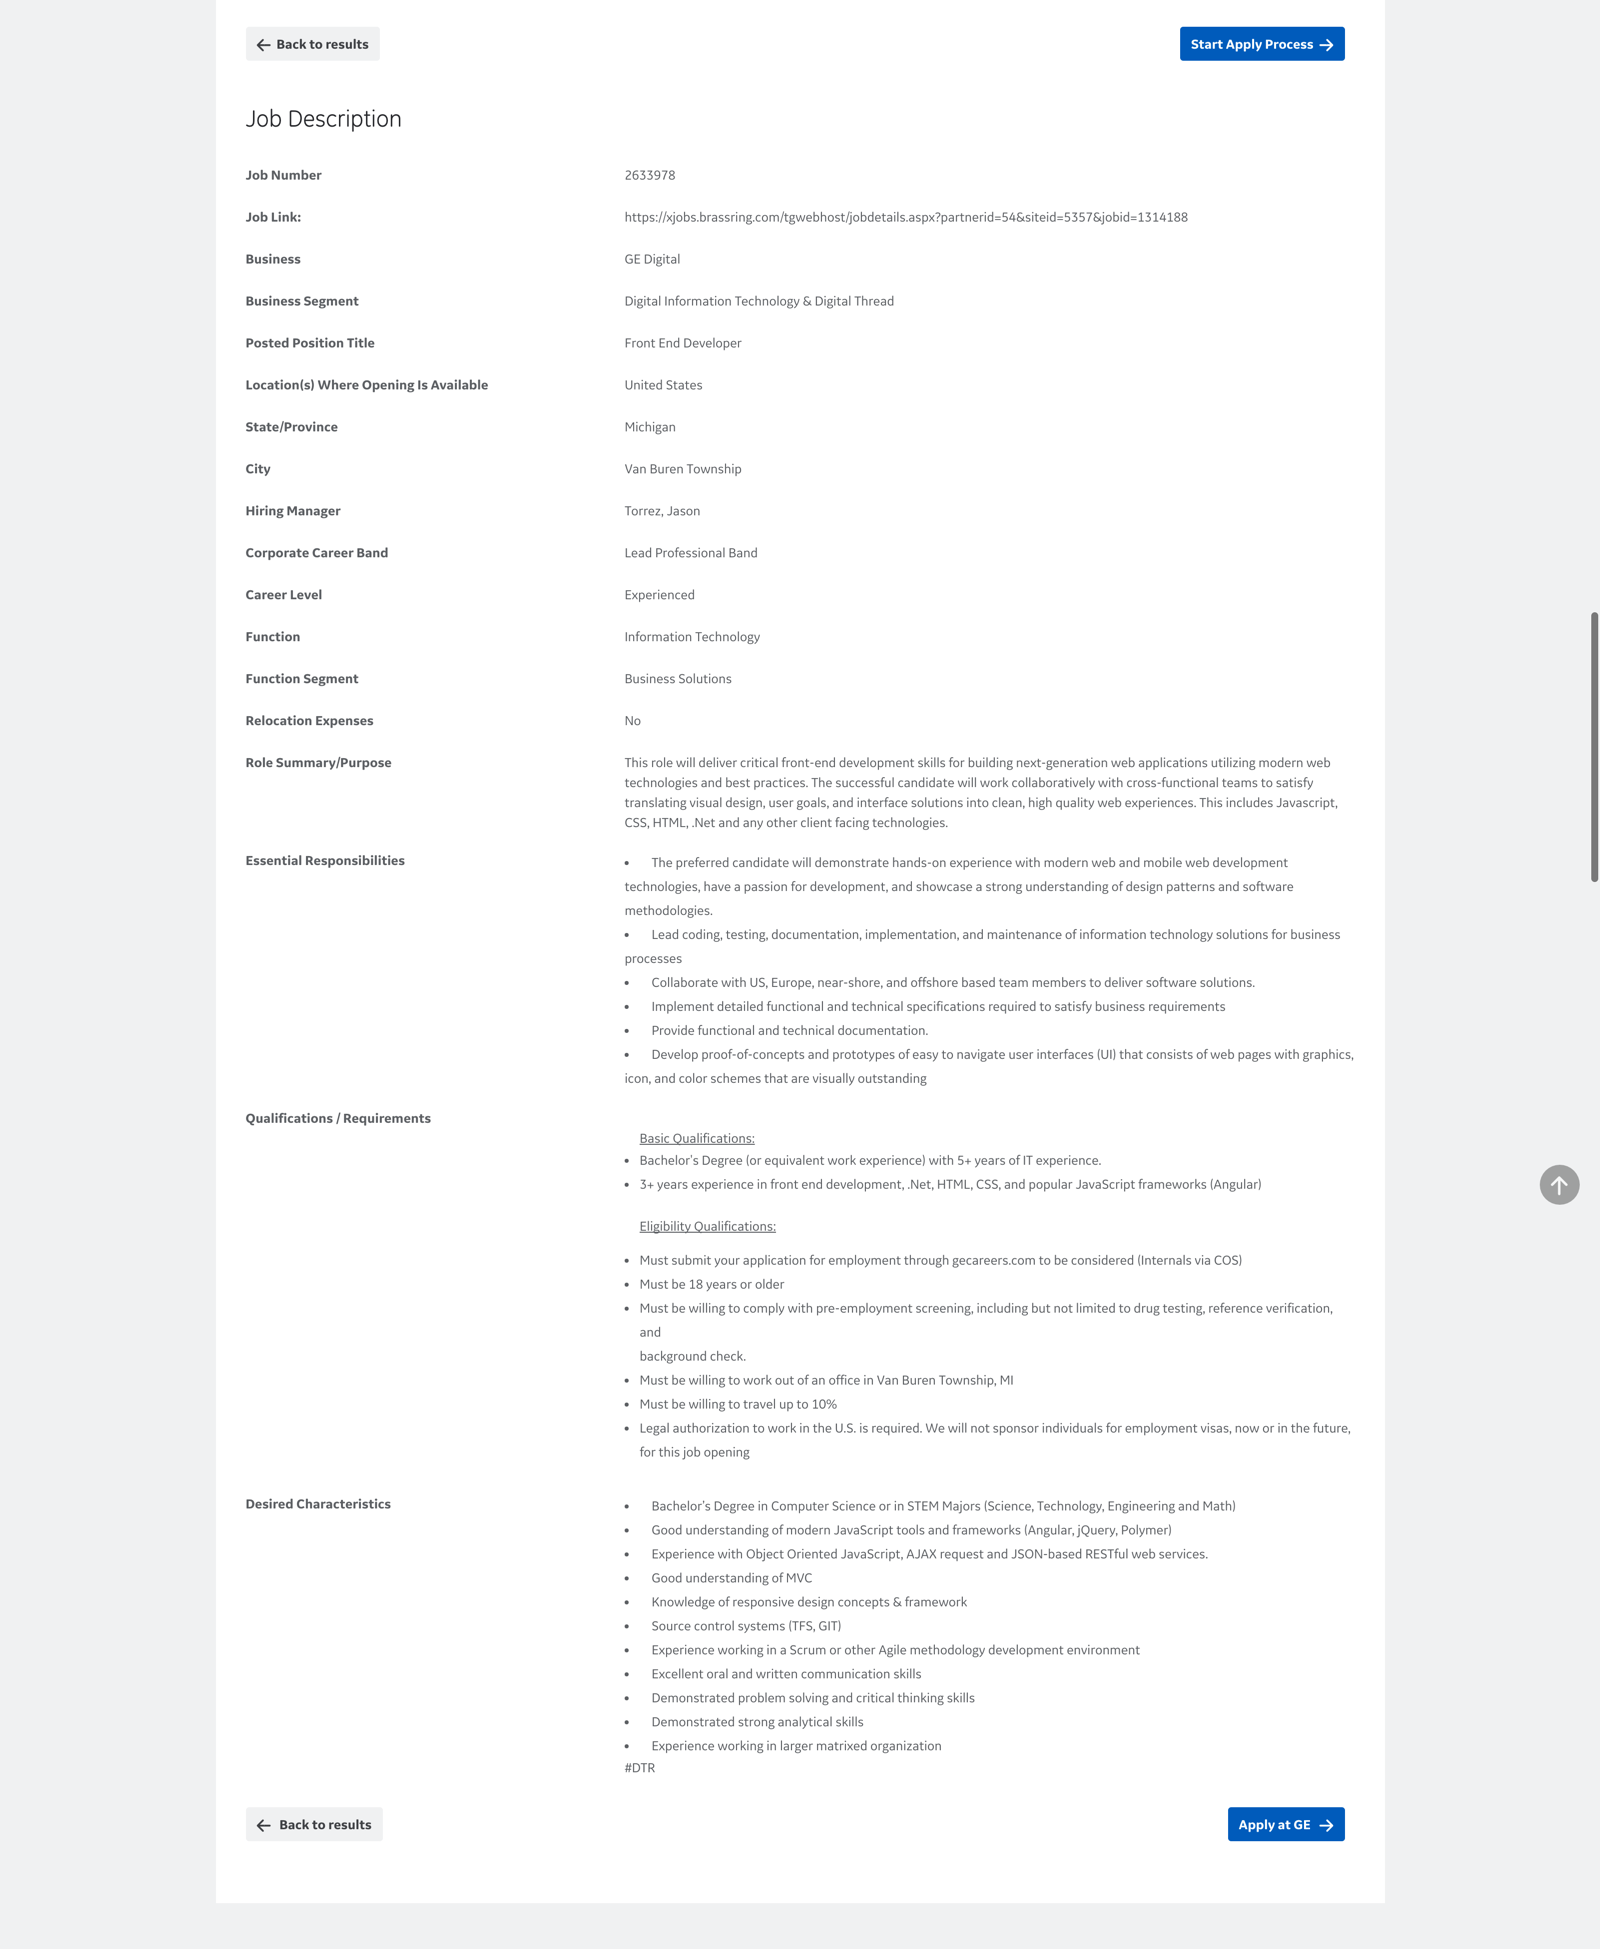 Back to results
Start Apply Process
Job Description
Job Number
2633978
Job Link:
https://xjobs.brassring.com/tgwebhost/jobdetails.aspx?partnerid=54&siteid=5357&jobid=1314188
Business
GE Digital
Business Segment
Digital Information Technology & Digital Thread
Posted Position Title
Front End Developer
Location(s) Where Opening Is Available
United States
State/Province
Michigan
City
Van Buren Township
Hiring Manager
Torrez, Jason
Corporate Career Band
Lead Professional Band
Career Level
Experienced
Function
Information Technology
Function Segment
Business Solutions
Relocation Expenses
No
Role Summary/Purpose
This role will deliver critical front-end development skills for building next-generation web applications utilizing modern web
technologies and best practices. The successful candidate will work collaboratively with cross-functional teams to satisfy
translating visual design, user goals, and interface solutions into clean, high quality web experiences. This includes Javascript,
CSS, HTML, .Net and any other client facing technologies.
Essential Responsibilities
• The preferred candidate will demonstrate hands-on experience with modern web and mobile web development
technologies, have a passion for development, and showcase a strong understanding of design patterns and software
methodologies.
• Lead coding, testing, documentation, implementation, and maintenance of information technology solutions for business
processes
• Collaborate with US, Europe, near-shore, and offshore based team members to deliver software solutions.
• Implement detailed functional and technical specifications required to satisfy business requirements
• Provide functional and technical documentation.
• Develop proof-of-concepts and prototypes of easy to navigate user interfaces (UI) that consists of web pages with graphics,
icon, and color schemes that are visually outstanding
Qualifications / Requirements
Basic Qualifications:
• Bachelor's Degree (or equivalent work experience) with 5+ years of IT experience.
• 3+ years experience in front end development, .Net, HTML, CSS, and popular JavaScript frameworks (Angular)
Eligibility Qualifications:
• Must submit your application for employment through gecareers.com to be considered (Internals via COS)
• Must be 18 years or older
• Must be willing to comply with pre-employment screening, including but not limited to drug testing, reference verification,
and
background check.
• Must be willing to work out of an office in Van Buren Township, MI
• Must be willing to travel up to 10%
• Legal authorization to work in the U.S. is required. We will not sponsor individuals for employment visas, now or in the future,
for this job opening
Desired Characteristics
• Bachelor's Degree in Computer Science or in STEM Majors (Science, Technology, Engineering and Math)
• Good understanding of modern JavaScript tools and frameworks (Angular, jQuery, Polymer)
• Experience with Object Oriented JavaScript, AJAX request and JSON-based RESTful web services.
• Good understanding of MVC
• Knowledge of responsive design concepts & framework
• Source control systems (TFS, GIT)
• Experience working in a Scrum or other Agile methodology development environment
• Excellent oral and written communication skills
• Demonstrated problem solving and critical thinking skills
• Demonstrated strong analytical skills
• Experience working in larger matrixed organization
#DTR
Back to results
Apply at GE